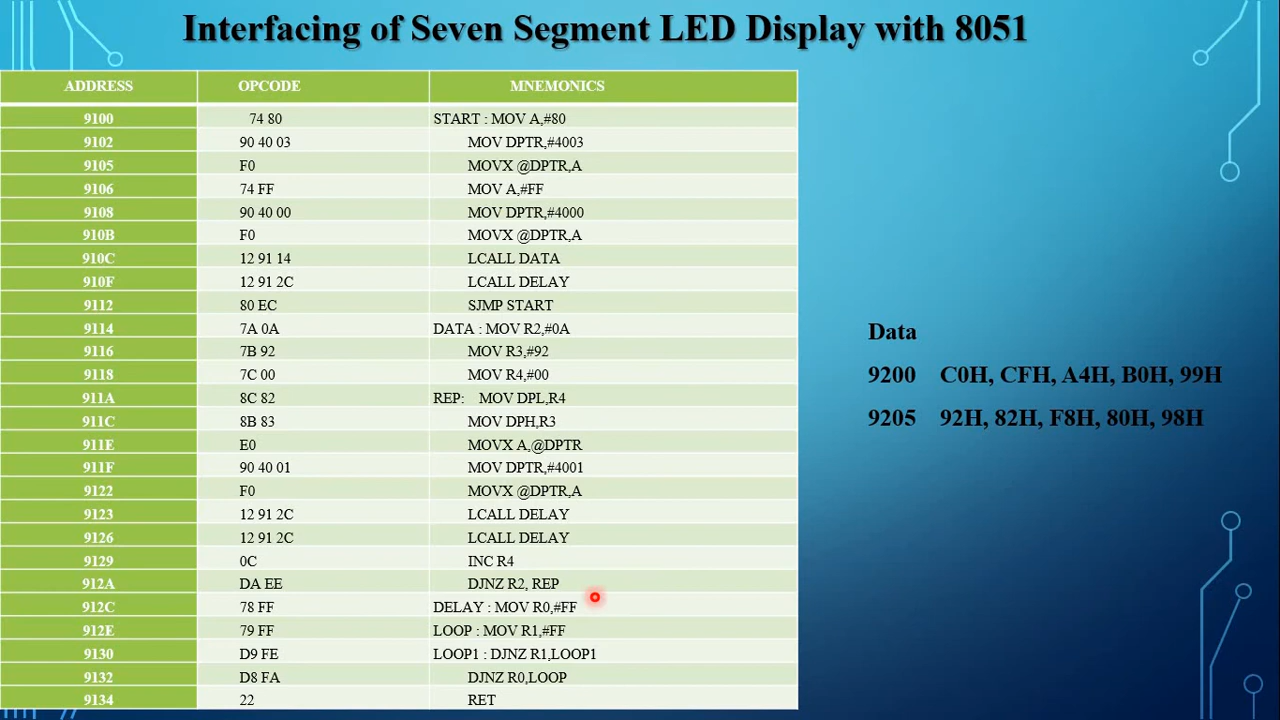 Interfacing of Seven Segment LED Display with 8051
ADDRESS OPCODE MNEMONICS
9100 74 80 START : MOV A,#80
9102 90 40 03 MOV DPTR,#4003
9105 F0 MOVX @DPTR,A
9106 74 FF MOV A,#FF
9108 90 40 00 MOV DPTR,#4000
910B F0 MOVX @DPTR,A
910C 12 91 14 LCALL DATA
910F 12 91 2C LCALL DELAY
9112 80 EC SJMP START
9114 7A 0A DATA : MOV R2,#0A
9116 7B 92 MOV R3,#92
9118 7C 00 MOV R4,#00
911A 8C 82 REP: MOV DPL,R4
911C 8B 83 MOV DPH,R3
911E E0 MOVX A,@DPTR
911F 90 40 01 MOV DPTR,#4001
9122 F0 MOVX @DPTR,A
9123 12 91 2C LCALL DELAY
9126 12 91 2C LCALL DELAY
9129 0C INC R4
912A DA EE DJNZ R2, REP
912C 78 FF DELAY : MOV R0,#FF
912E 79 FF LOOP : MOV R1,#FF
9130 D9 FE LOOP1 : DJNZ R1,LOOP1
9132 D8 FA DJNZ R0,LOOP
9134 22 RET
Data
9200 C0H, CFH, A4H, B0H, 99H
9205 92H, 82H, F8H, 80H, 98H